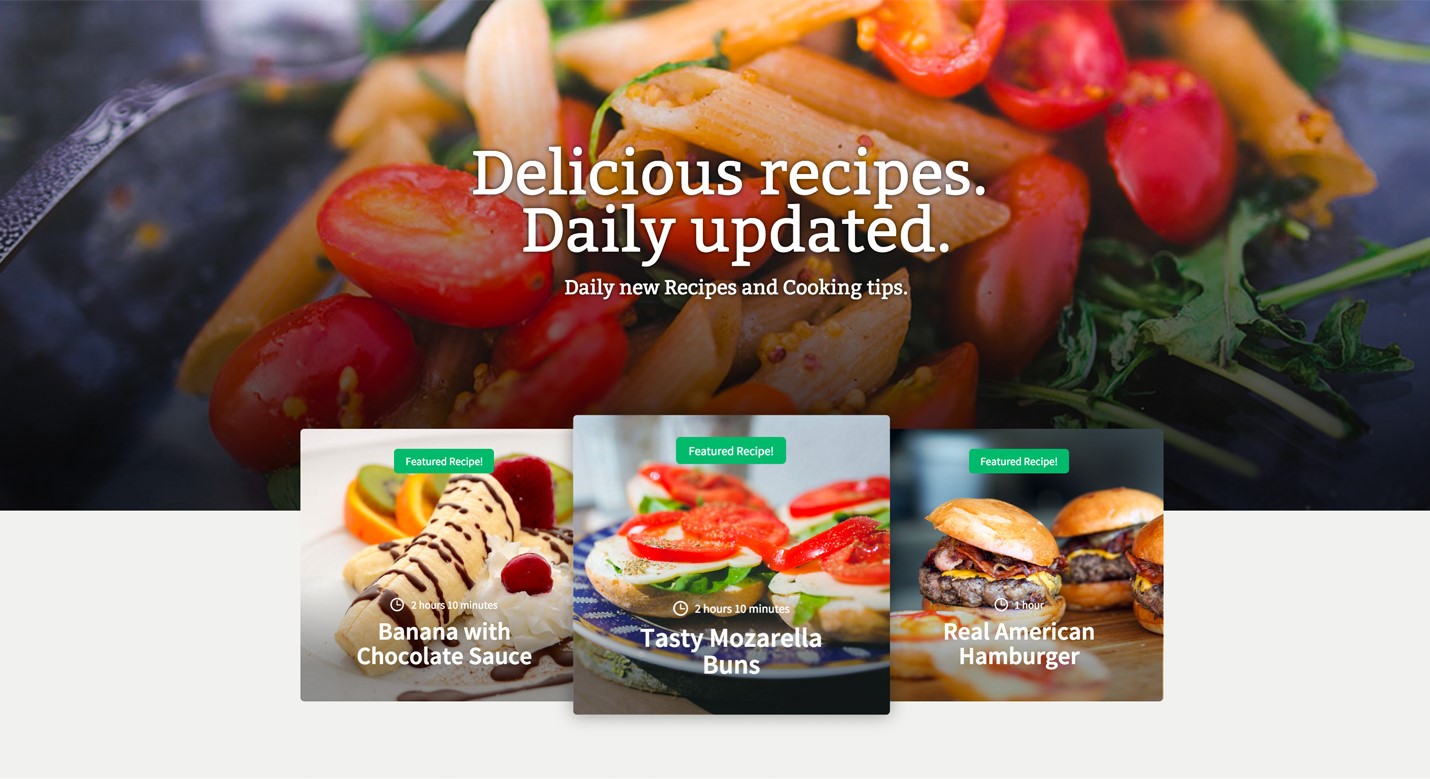 Delicious recipes.
Daily updated.
Daily new Recipes and Cooking tips.
Featured Recipe!
2 hours 10 minutes
Banana with
Chocolate Sauce
Featured Recipe!
2 hours 10 minutes
Tasty Mozarella
Buns
Featured Recipe!
1 hour
Real American
Hamburger